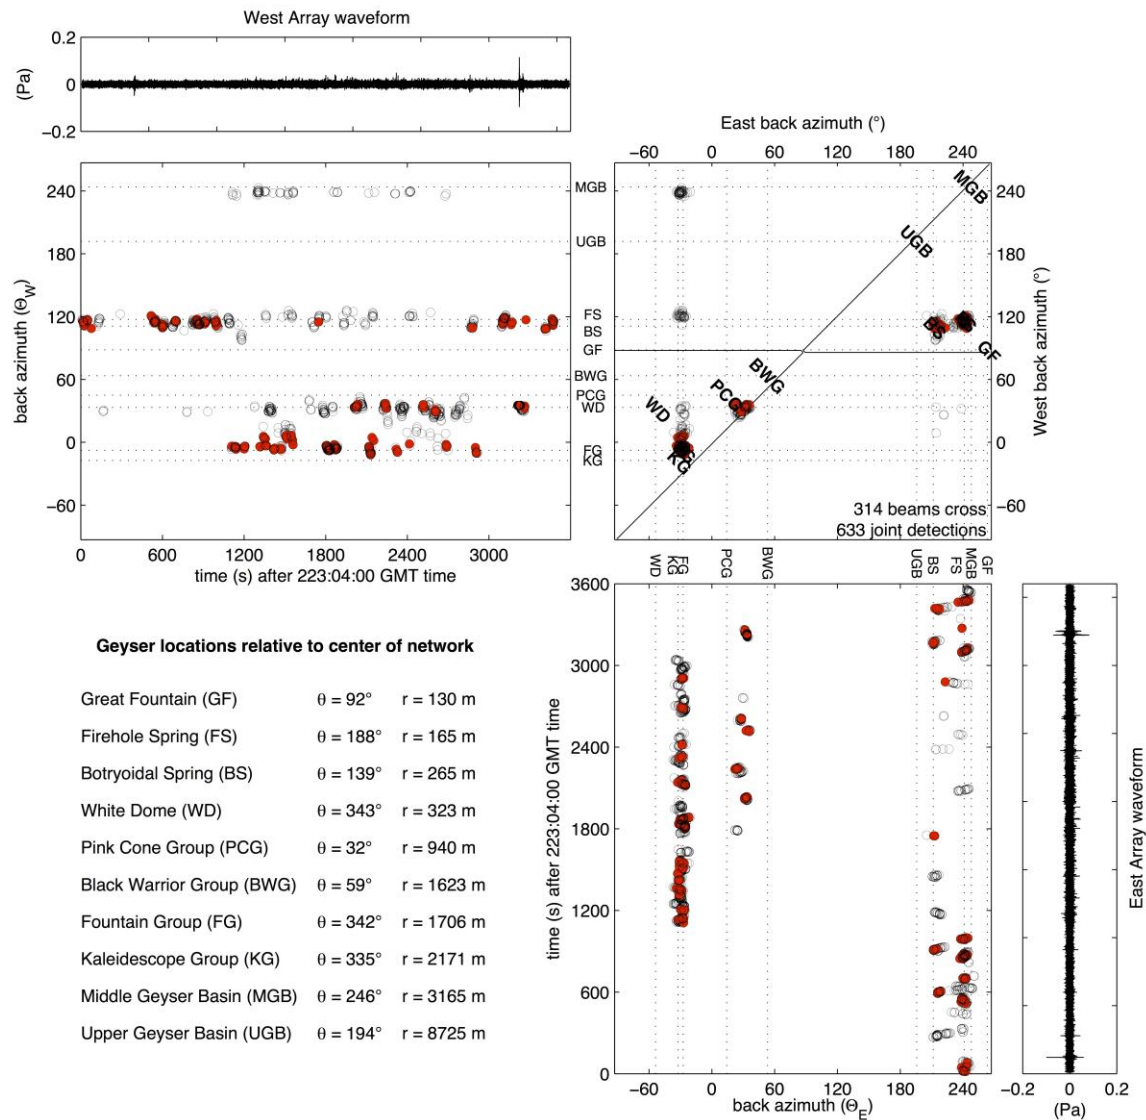 West Array waveform
0.2
0
−0.2
(Pa)
East back azimuth (°)
−60 0 60 120 180 240
240
180
120
60
0
−60
back azimuth (Θ_W)
MGB
UGB
FS
BS
GF
BWG
PCG
WD
FG
KG
0 600 1200 1800 2400 3000
time (s) after 223:04:00 GMT time
MGB
UGB
BS
GF
BWG
PCG
WD
KG
240
180
120
60
0
−60
West back azimuth (°)
314 beams cross
633 joint detections
WD KG FG PCG BWG UGB BS FS MGB GF
3600
3000
2400
1800
1200
600
0
time (s) after 223:04:00 GMT time
−60 0 60 120 180 240
back azimuth (Θ_E)
East Array waveform
−0.2 0 0.2
(Pa)
Geyser locations relative to center of network
Great Fountain (GF) θ = 92° r = 130 m
Firehole Spring (FS) θ = 188° r = 165 m
Botryoidal Spring (BS) θ = 139° r = 265 m
White Dome (WD) θ = 343° r = 323 m
Pink Cone Group (PCG) θ = 32° r = 940 m
Black Warrior Group (BWG) θ = 59° r = 1623 m
Fountain Group (FG) θ = 342° r = 1706 m
Kaleidescope Group (KG) θ = 335° r = 2171 m
Middle Geyser Basin (MGB) θ = 246° r = 3165 m
Upper Geyser Basin (UGB) θ = 194° r = 8725 m